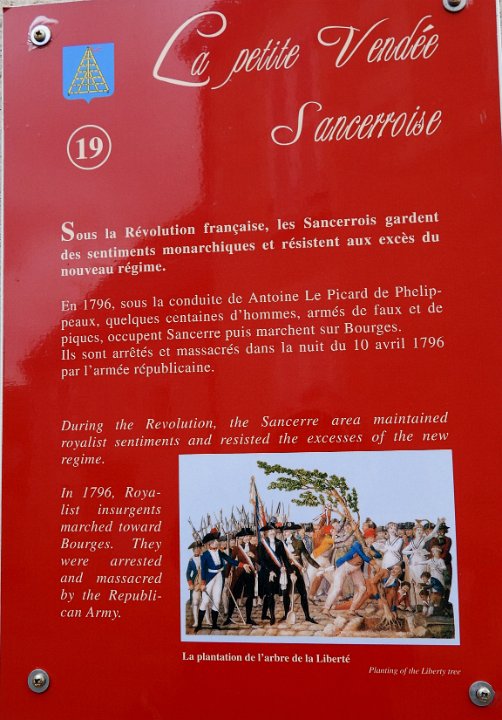 La petite Vendée
Sancerroise
19
Sous la Révolution française, les Sancerrois gardent
des sentiments monarchiques et résistent aux excès du
nouveau régime.
En 1796, sous la conduite de Antoine Le Picard de Phelip-
peaux, quelques centaines d'hommes, armés de faux et de
piques, occupent Sancerre puis marchent sur Bourges.
Ils sont arrêtés et massacrés dans la nuit du 10 avril 1796
par l'armée républicaine.
During the Revolution, the Sancerre area maintained
royalist sentiments and resisted the excesses of the new
regime.
In 1796, Roya-
list insurgents
marched toward
Bourges. They
were arrested
and massacred
by the Republi-
can Army.
La plantation de l'arbre de la Liberté
Planting of the Liberty tree